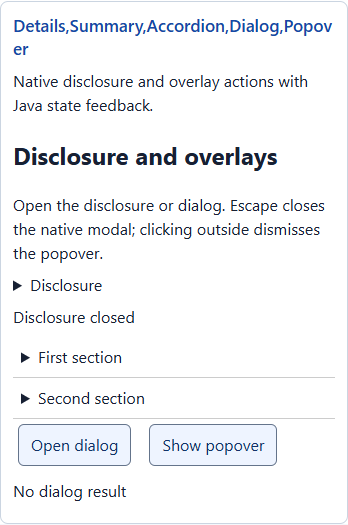 Details,Summary,Accordion,Dialog,Popov
er
Native disclosure and overlay actions with
Java state feedback.
Disclosure and overlays
Open the disclosure or dialog. Escape closes
the native modal; clicking outside dismisses
the popover.
Disclosure
Disclosure closed
First section
Second section
Open dialog Show popover
No dialog result